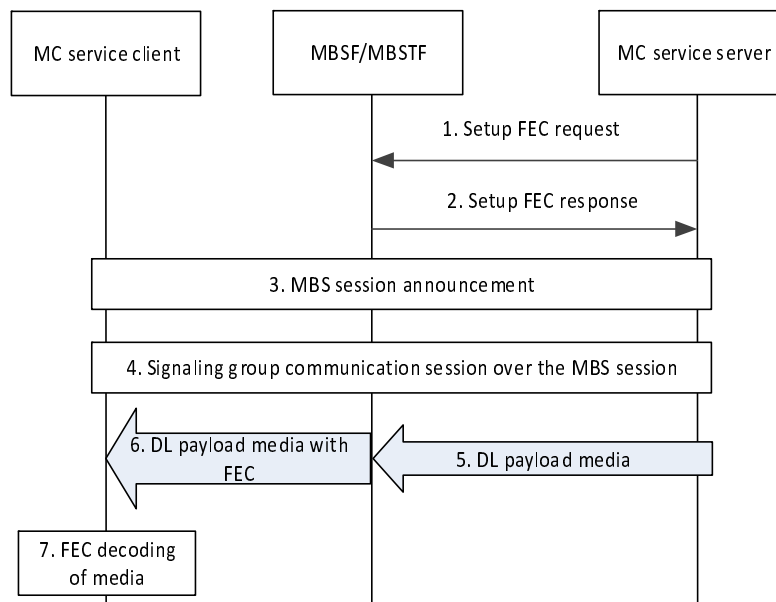 MC service client
MBSF/MBSTF
MC service server
1. Setup FEC request
2. Setup FEC response
3. MBS session announcement
4. Signaling group communication session over the MBS session
6. DL payload media with
FEC
5. DL payload media
7. FEC decoding
of media